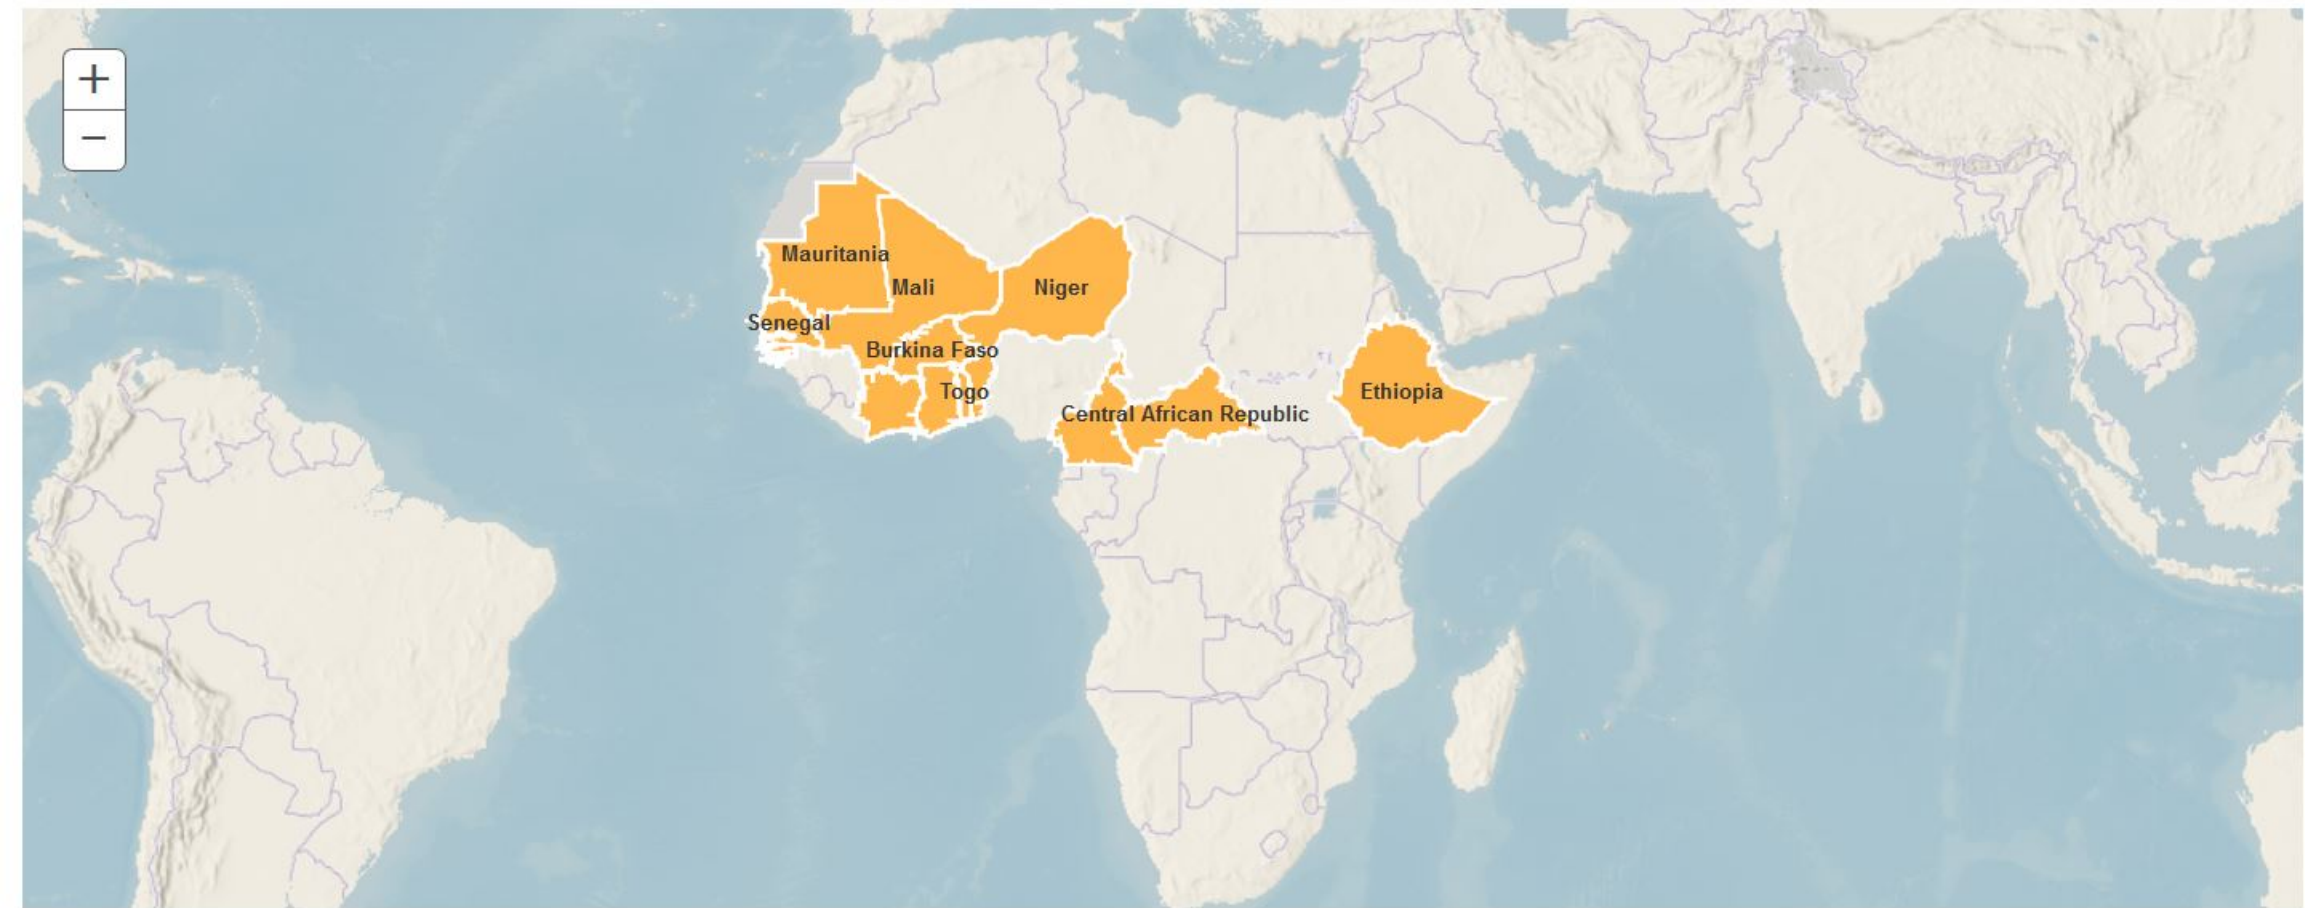 +
−
Mauritania
Mali
Niger
Senegal
Burkina Faso
Togo
Ethiopia
Central African Republic